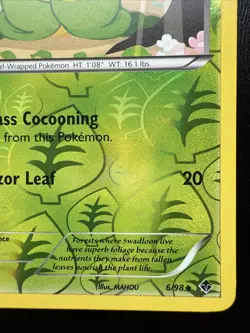 af-Wrapped Pokémon HT: 1'08" WT: 16.1 lbs.
ass Cocooning
from this Pokémon.
zor Leaf 20
nce
Forests where Swadloon live
have superb foliage because the
nutrients they make from fallen
leaves nourish the plant life.
Illus. MAHOU 6/98